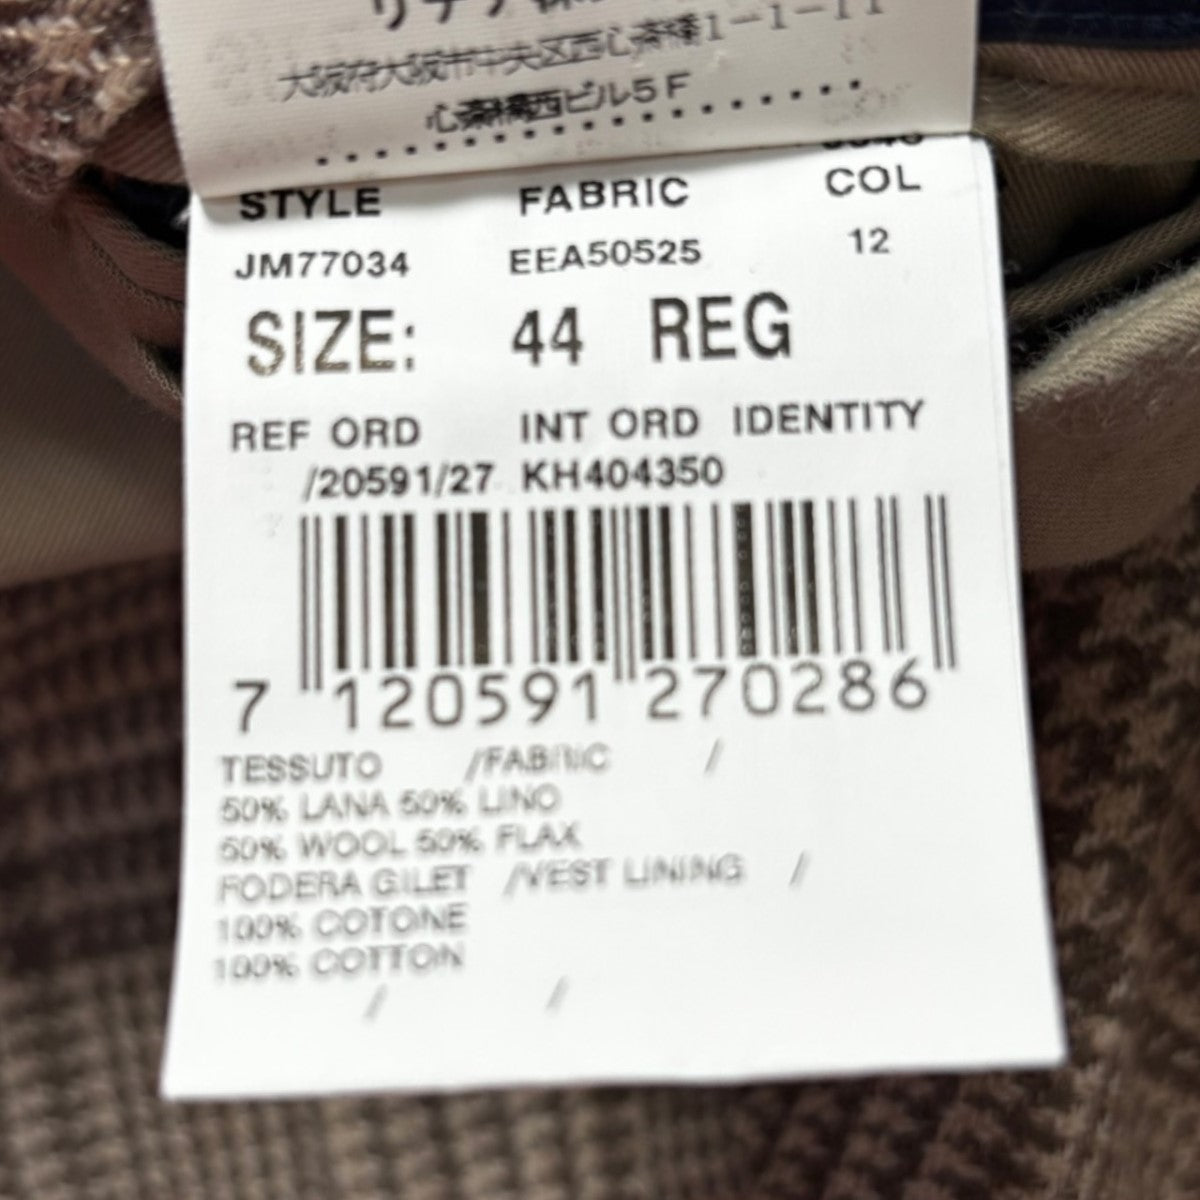 大阪府大阪市中央区西心斎橋1-1-11
心斎橋西ビル5F
STYLE FABRIC COL
JM77034 EEA50525 12
SIZE: 44 REG
REF ORD INT ORD IDENTITY
/20591/27 KH404350
7 120591 270286
TESSUTO /FABRIC /
50% LANA 50% LINO
50% WOOL 50% FLAX
FODERA GILET /VEST LINING /
100% COTONE
100% COTTON
/ /